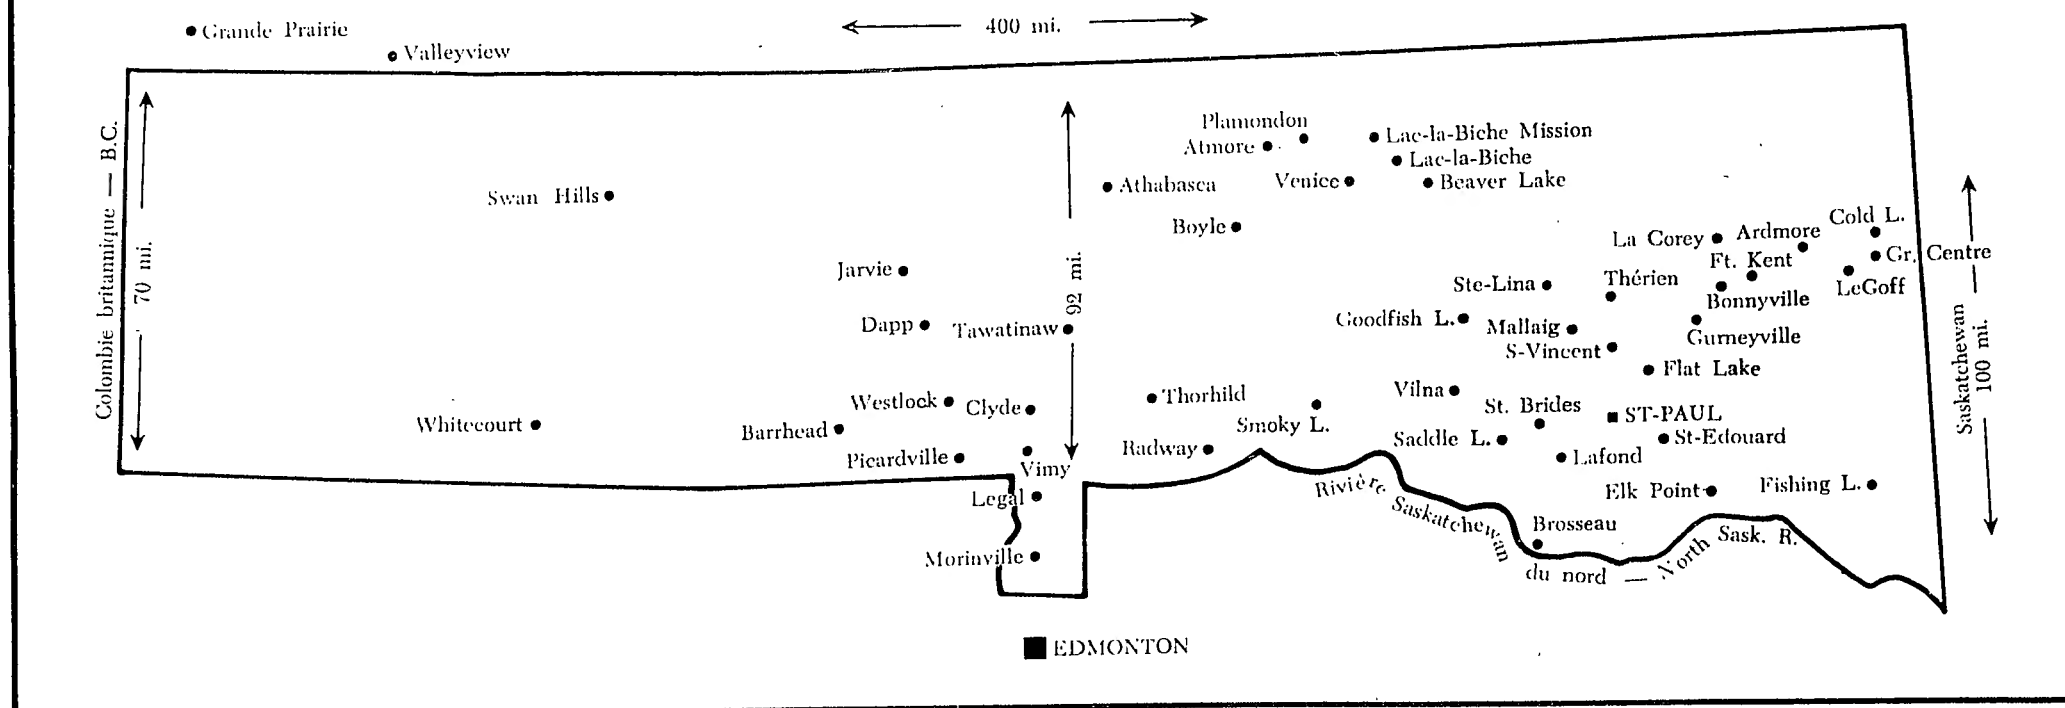 Grande Prairie
Valleyview
400 mi.
Colombie britannique — B.C.
70 mi.
92 mi.
Plamondon
Atmore
Lac-la-Biche Mission
Lac-la-Biche
Athabasca
Venice
Beaver Lake
Swan Hills
Boyle
Cold L.
La Corey
Ardmore
Gr. Centre
Ft. Kent
Jarvie
Ste-Lina
Thérien
LeGoff
Bonnyville
Goodfish L.
Mallaig
Gurneyville
Dapp
Tawatinaw
S-Vincent
Flat Lake
Saskatchewan
100 mi.
Westlock
Clyde
Thorhild
Vilna
St. Brides
ST-PAUL
Whitecourt
Barrhead
Smoky L.
Saddle L.
St-Edouard
Picardville
Vimy
Radway
Lafond
Legal
Elk Point
Fishing L.
Brosseau
Rivière Saskatchewan du nord — North Sask. R.
Morinville
EDMONTON